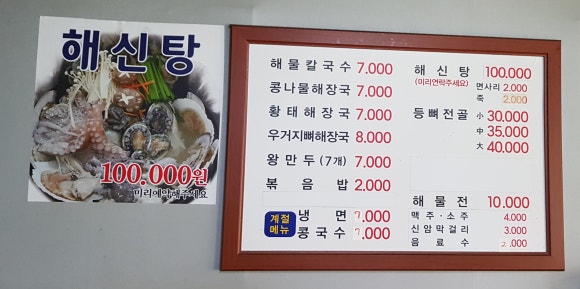 해신탕
100.000원
미리예약해주세요
해물칼국수 7.000
콩나물해장국 7.000
황태해장국 7.000
우거지뼈해장국 8.000
왕만두(7개) 7.000
볶음밥 2.000
계절메뉴
냉면 7.000
콩국수 7.000
해신탕 100.000
(미리연락주세요) 면사리 2.000
죽 2.000
등뼈전골 小 30.000
中 35.000
大 40.000
해물전 10.000
맥주·소주 4.000
신암막걸리 3.000
음료수 2.000